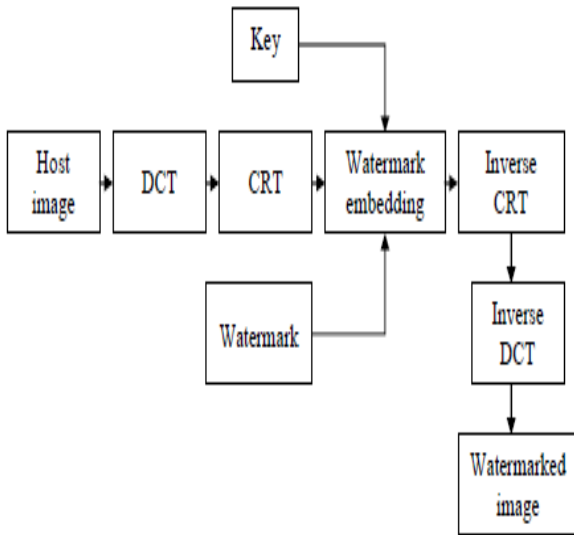 Key
Host
image
DCT
CRT
Watermark
embedding
Inverse
CRT
Watermark
Inverse
DCT
Watermarked
image